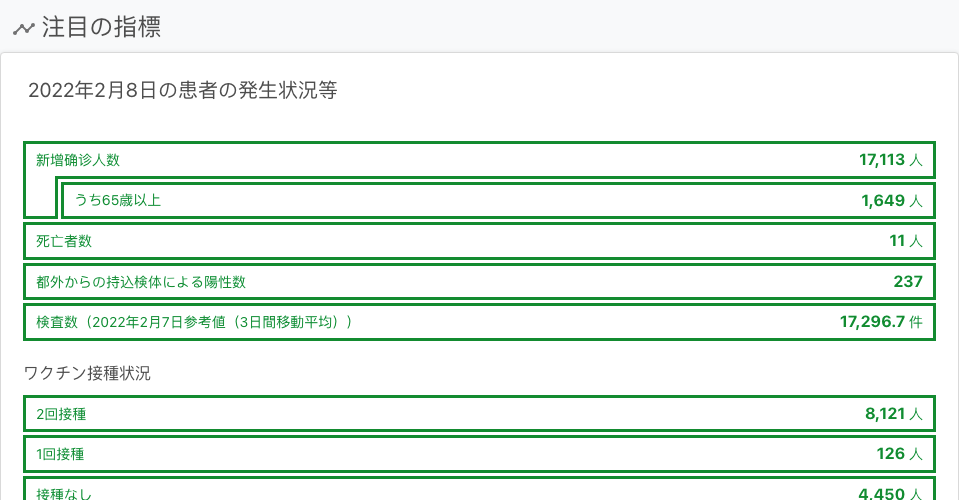 注目の指標
2022年2月8日の患者の発生状況等
新增确诊人数 17,113 人
うち65歳以上 1,649 人
死亡者数 11 人
都外からの持込検体による陽性数 237
検査数（2022年2月7日参考値（3日間移動平均）） 17,296.7 件
ワクチン接種状況
2回接種 8,121 人
1回接種 126 人
接種なし 4,450 人